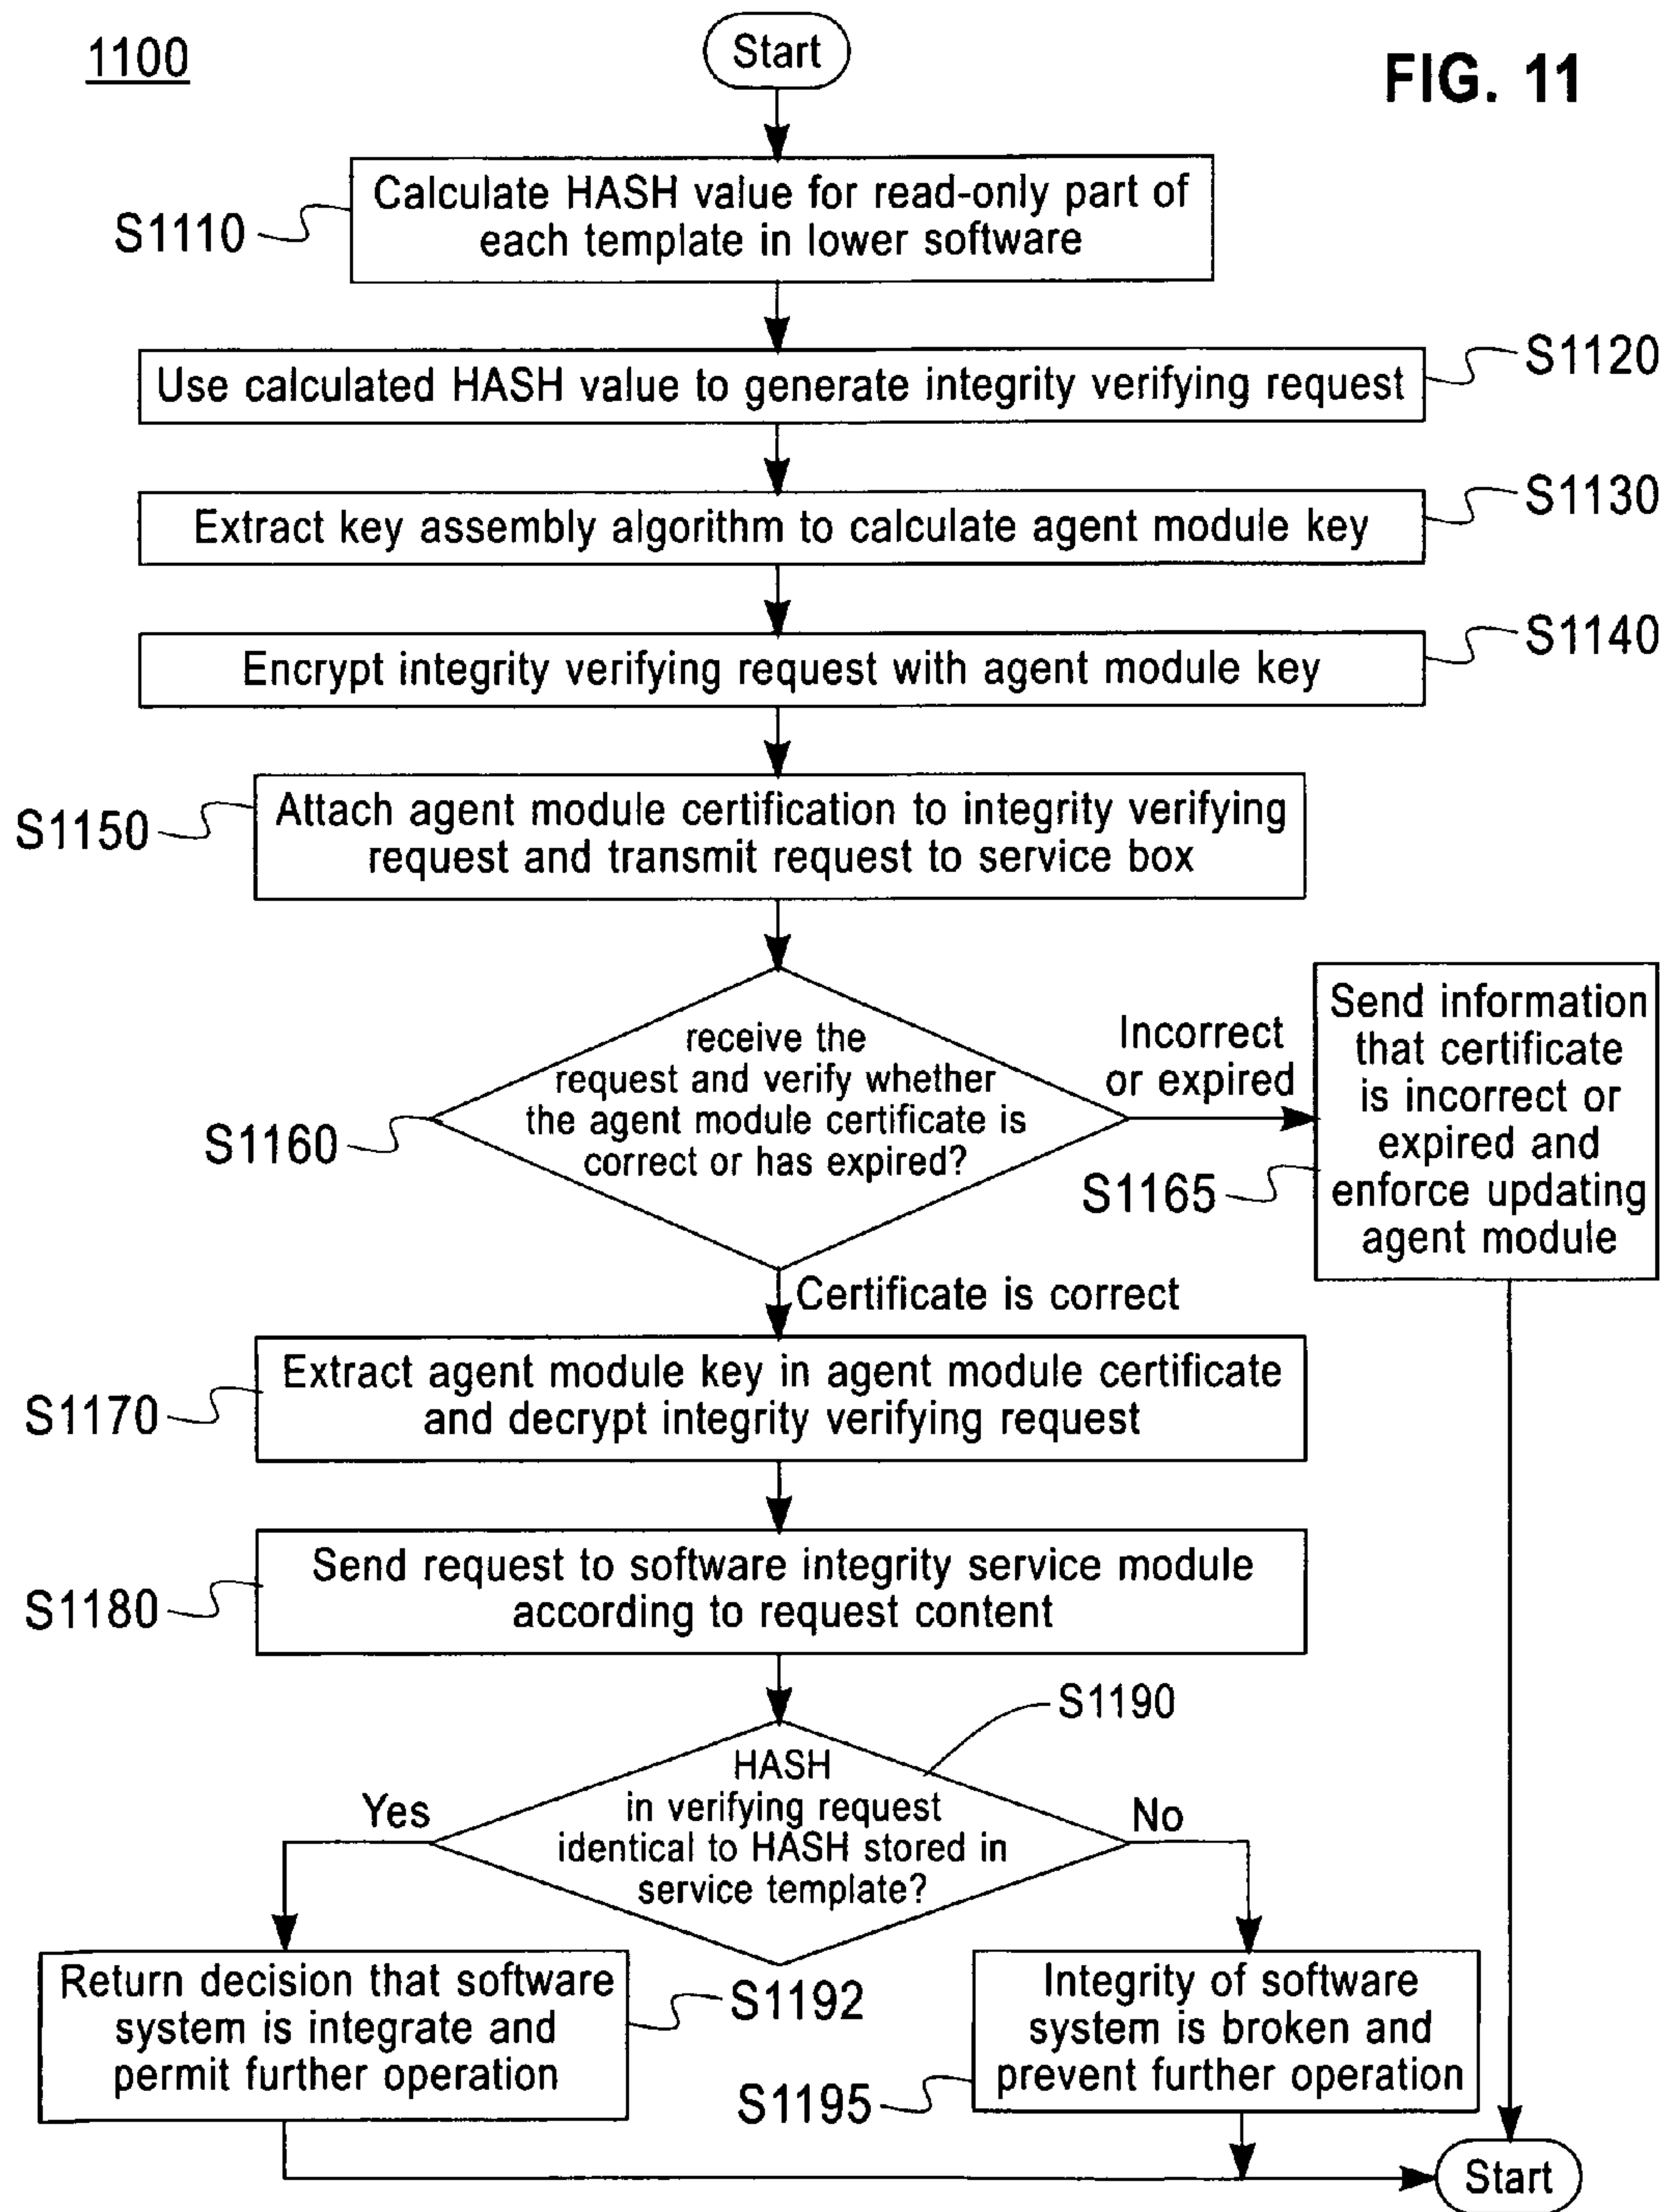 1100
Start
FIG. 11
S1110
Calculate HASH value for read-only part of
each template in lower software
S1120
Use calculated HASH value to generate integrity verifying request
S1130
Extract key assembly algorithm to calculate agent module key
S1140
Encrypt integrity verifying request with agent module key
S1150
Attach agent module certification to integrity verifying
request and transmit request to service box
S1160
receive the
request and verify whether
the agent module certificate is
correct or has expired?
Incorrect
or expired
S1165
Send information
that certificate
is incorrect or
expired and
enforce updating
agent module
Certificate is correct
S1170
Extract agent module key in agent module certificate
and decrypt integrity verifying request
S1180
Send request to software integrity service module
according to request content
S1190
HASH
in verifying request
identical to HASH stored in
service template?
Yes
No
Return decision that software
system is integrate and
permit further operation
S1192
Integrity of software
system is broken and
prevent further operation
S1195
Start